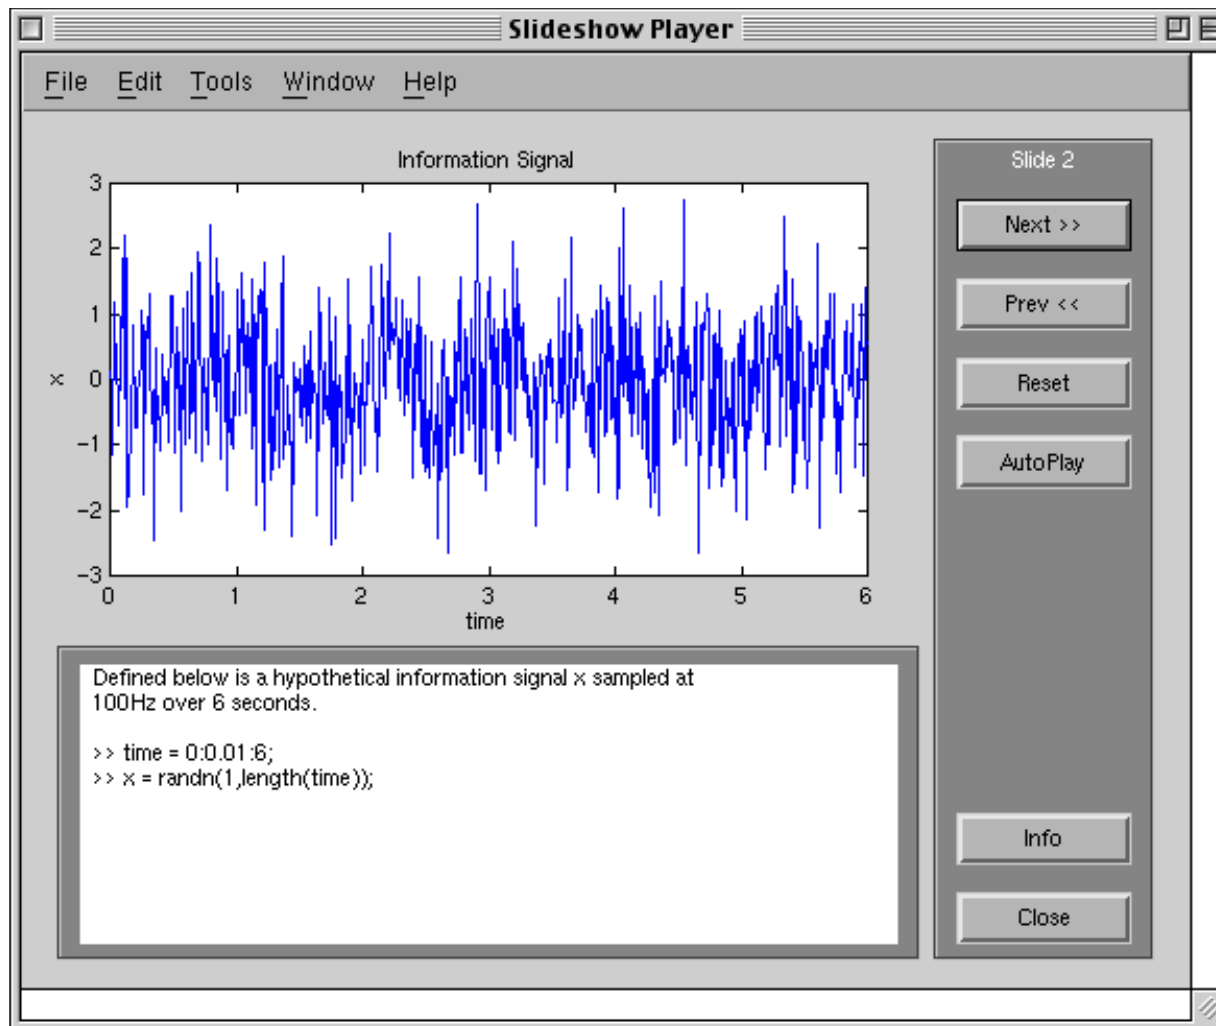 Slideshow Player
File Edit Tools Window Help
Information Signal
3
2
1
0
−1
−2
−3
x
0 1 2 3 4 5 6
time
Defined below is a hypothetical information signal x sampled at
100Hz over 6 seconds.
>> time = 0:0.01:6;
>> x = randn(1,length(time));
Slide 2
Next >>
Prev <<
Reset
AutoPlay
Info
Close